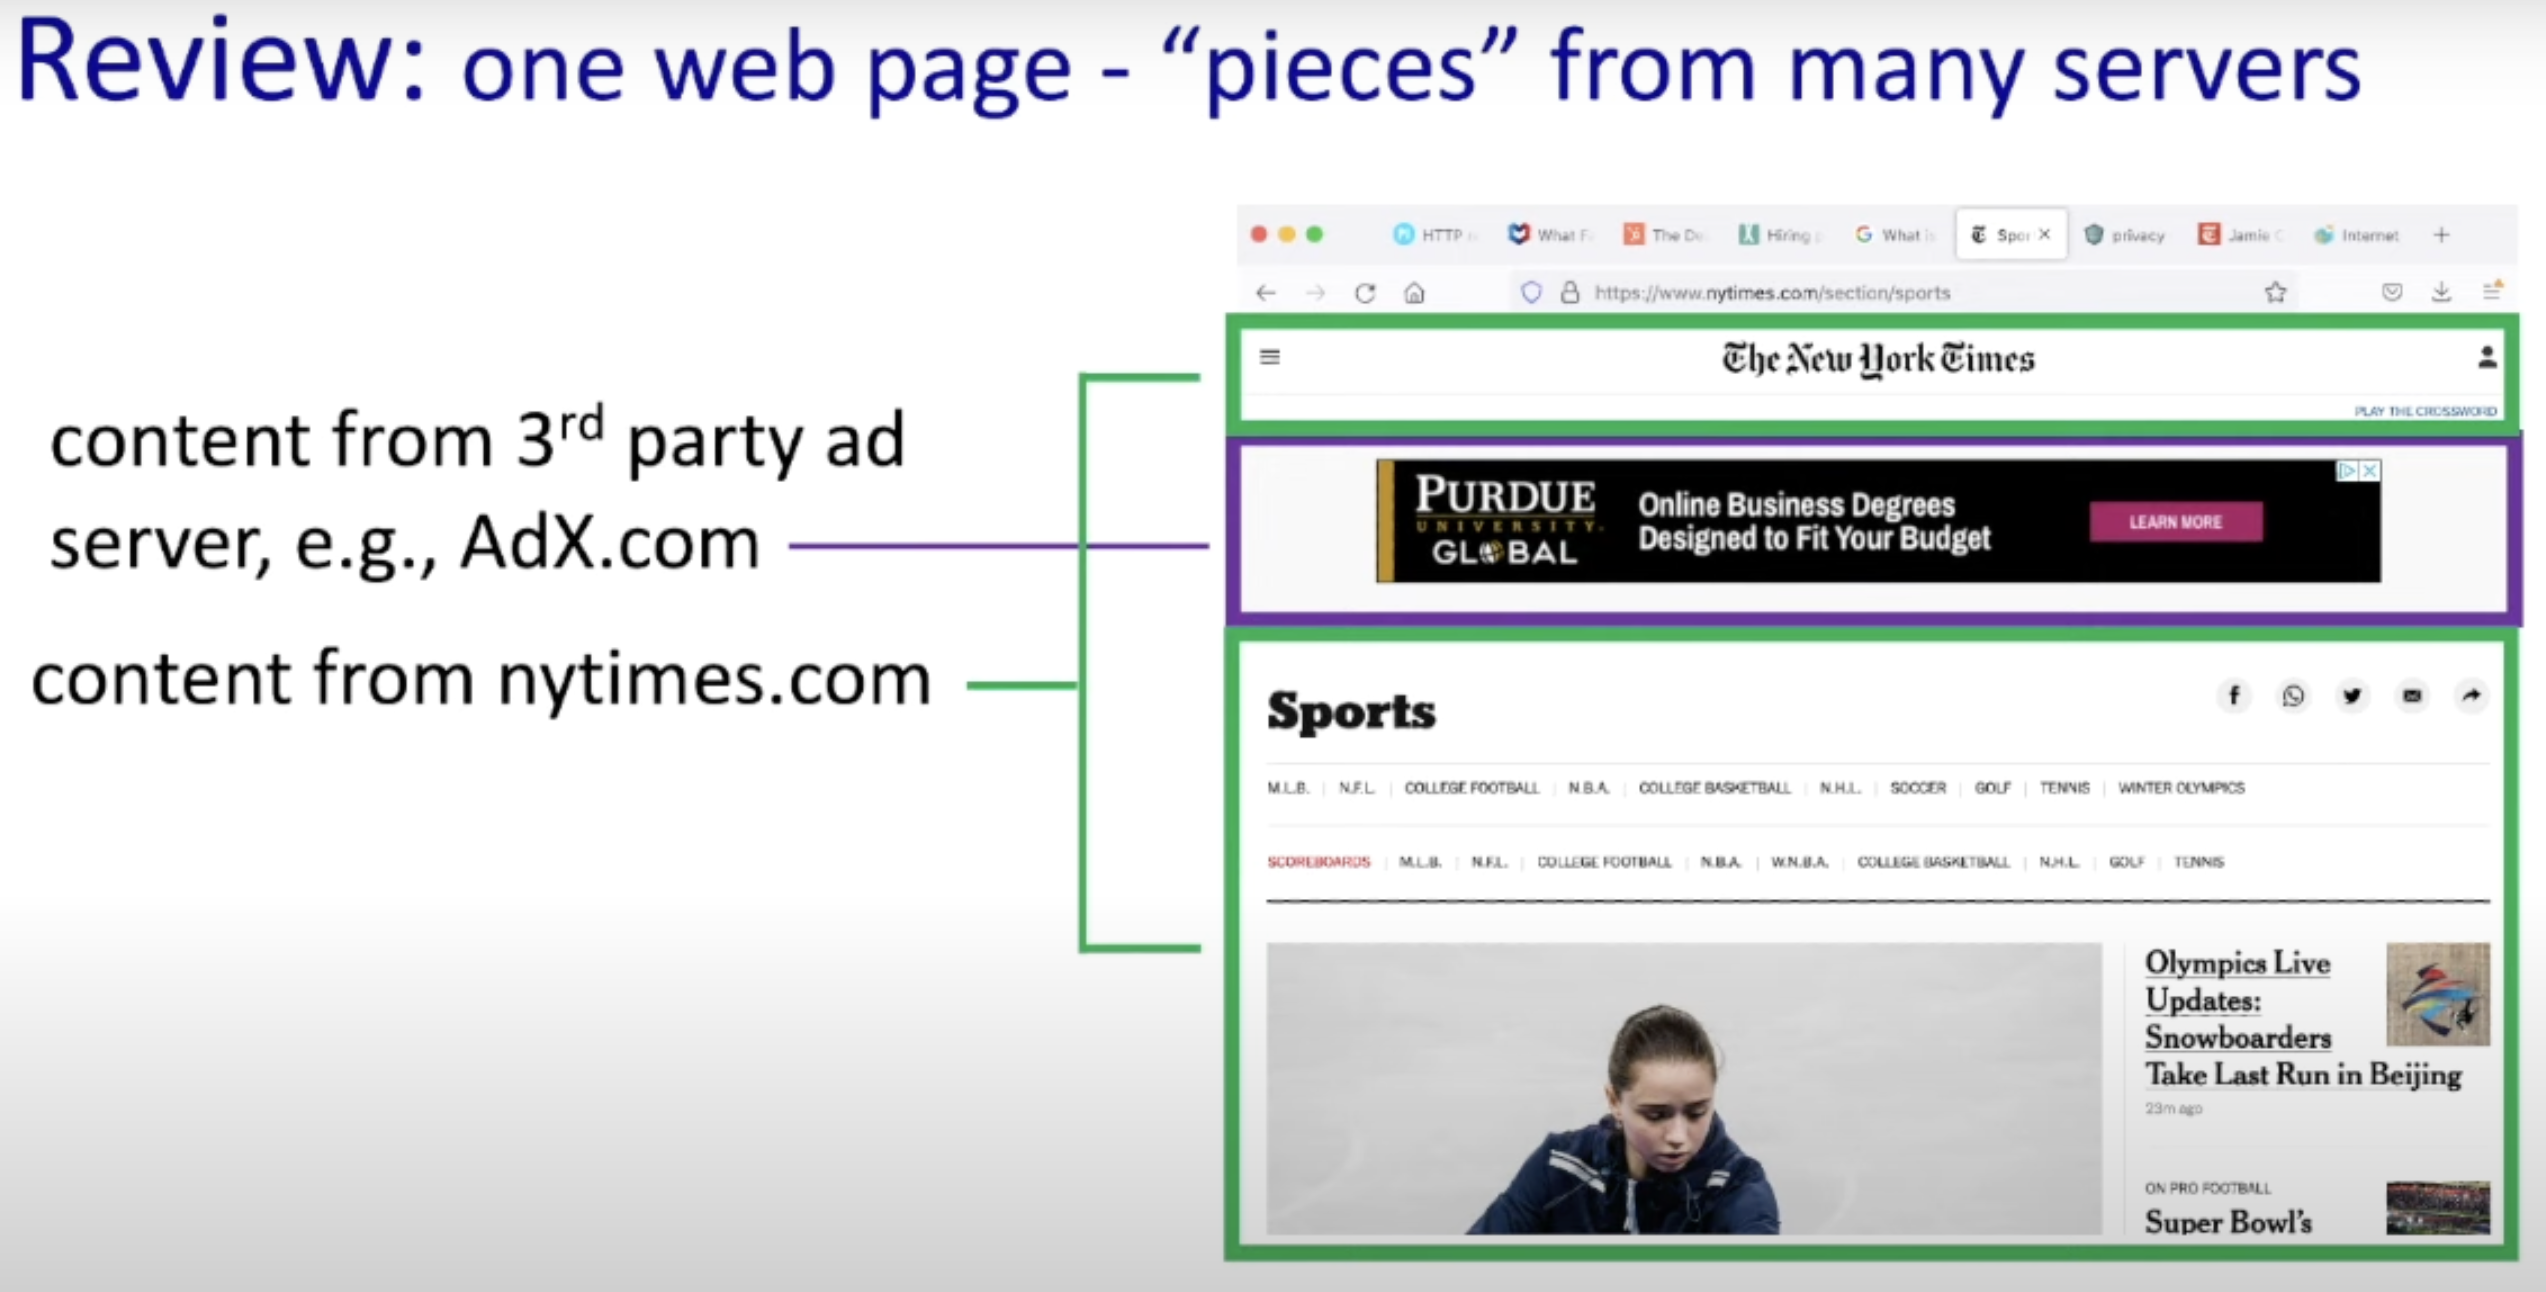 Review: one web page - “pieces” from many servers
HTTP
What F
The De
Hiring
What is
Spor
privacy
Jamie C
Internet
https://www.nytimes.com/section/sports
The New York Times
PLAY THE CROSSWORD
content from 3rd party ad
server, e.g., AdX.com
PURDUE
UNIVERSITY.
GLOBAL
Online Business Degrees
Designed to Fit Your Budget
LEARN MORE
content from nytimes.com
Sports
M.L.B. N.F.L. COLLEGE FOOTBALL N.B.A. COLLEGE BASKETBALL N.H.L. SOCCER GOLF TENNIS WINTER OLYMPICS
SCOREBOARDS M.L.B. N.F.L. COLLEGE FOOTBALL N.B.A. W.N.B.A. COLLEGE BASKETBALL N.H.L. GOLF TENNIS
Olympics Live
Updates:
Snowboarders
Take Last Run in Beijing
23m ago
ON PRO FOOTBALL
Super Bowl’s